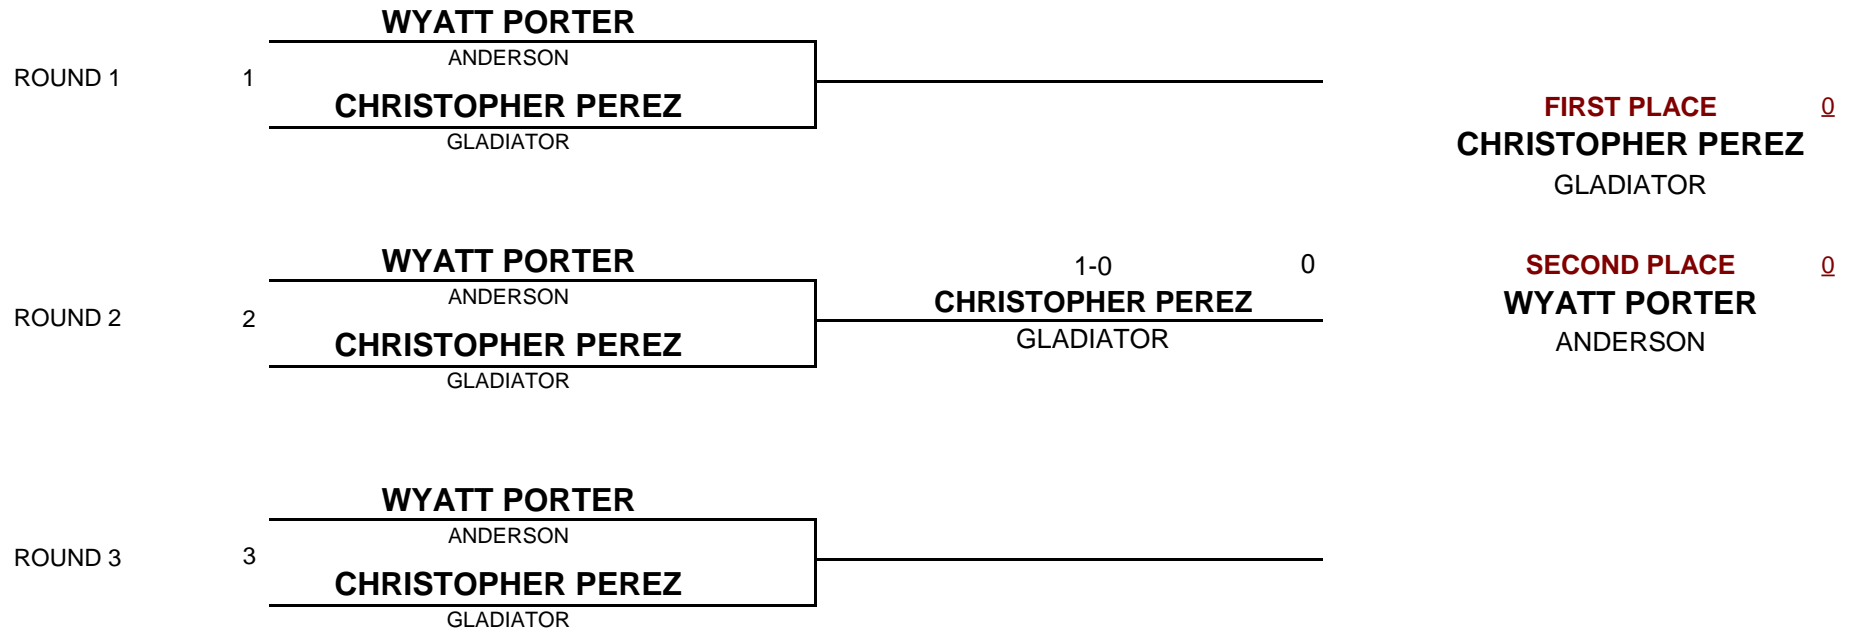 WYATT PORTER
ANDERSON
ROUND 1
1
CHRISTOPHER PEREZ
GLADIATOR
FIRST PLACE 0
CHRISTOPHER PEREZ
GLADIATOR
WYATT PORTER
ANDERSON
ROUND 2
2
CHRISTOPHER PEREZ
GLADIATOR
1-0 0
CHRISTOPHER PEREZ
GLADIATOR
SECOND PLACE 0
WYATT PORTER
ANDERSON
WYATT PORTER
ANDERSON
ROUND 3
3
CHRISTOPHER PEREZ
GLADIATOR